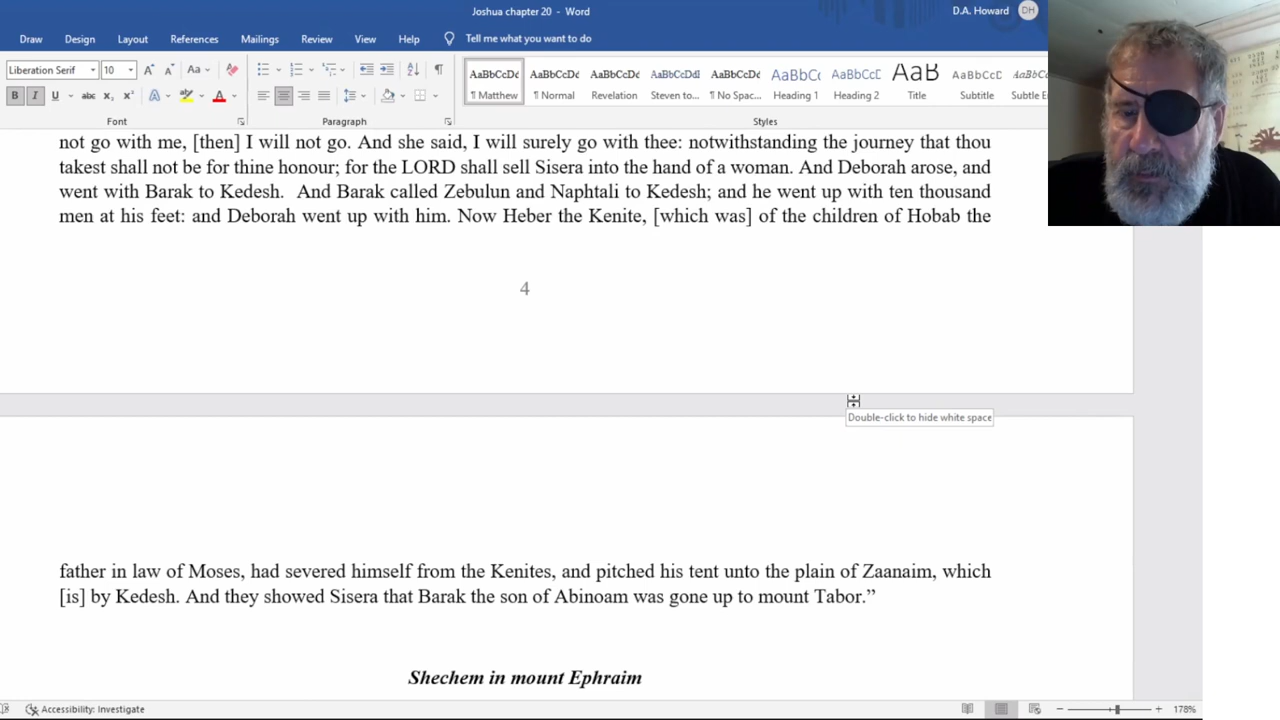 Joshua chapter 20 - Word
D.A. Howard
DH
Draw Design Layout References Mailings Review View Help Tell me what you want to do
Liberation Serif 10 Aa
B I U abc x₂ x² A A
Font Paragraph Styles
AaBbCcDc AaBbCcDc AaBbCcDc AaBbCcDdI AaBbCcDc AaBbCc AaBbCcC AaB AaBbCcC AaBbCc
¶ Matthew ¶ Normal Revelation Steven to... ¶ No Spac... Heading 1 Heading 2 Title Subtitle Subtle E
not go with me, [then] I will not go. And she said, I will surely go with thee: notwithstanding the journey that thou
takest shall not be for thine honour; for the LORD shall sell Sisera into the hand of a woman. And Deborah arose, and
went with Barak to Kedesh. And Barak called Zebulun and Naphtali to Kedesh; and he went up with ten thousand
men at his feet: and Deborah went up with him. Now Heber the Kenite, [which was] of the children of Hobab the
4
Double-click to hide white space
father in law of Moses, had severed himself from the Kenites, and pitched his tent unto the plain of Zaanaim, which
[is] by Kedesh. And they showed Sisera that Barak the son of Abinoam was gone up to mount Tabor.”
Shechem in mount Ephraim
Accessibility: Investigate
178%